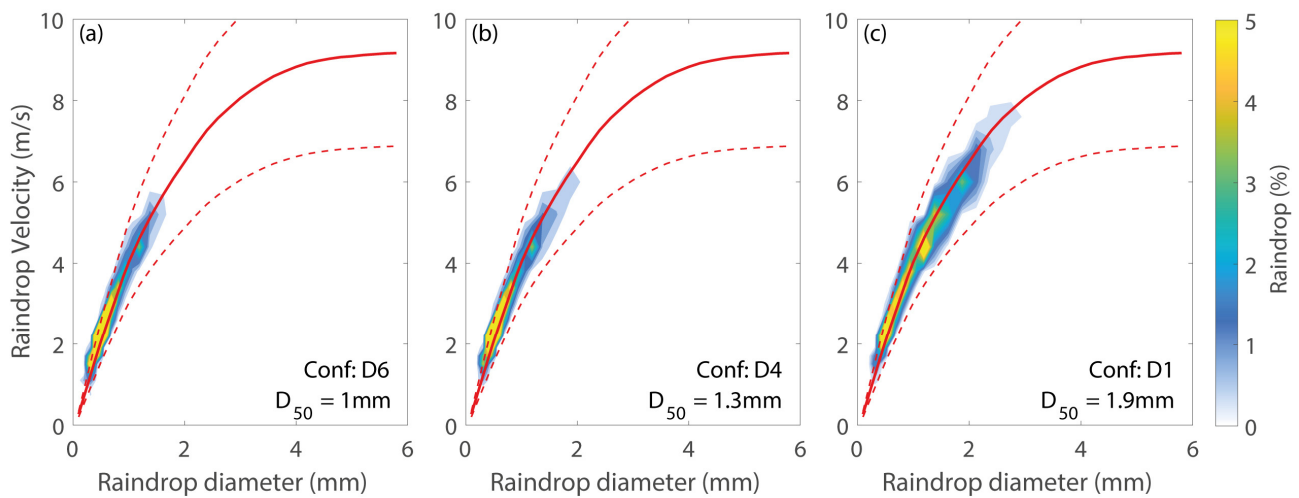 (a)
10
8
6
4
2
0
Raindrop Velocity (m/s)
0 2 4 6
Raindrop diameter (mm)
Conf: D6
D50 = 1mm
(b)
10
8
6
4
2
0
0 2 4 6
Raindrop diameter (mm)
Conf: D4
D50 = 1.3mm
(c)
10
8
6
4
2
0
0 2 4 6
Raindrop diameter (mm)
Conf: D1
D50 = 1.9mm
5
4
3
2
1
0
Raindrop (%)